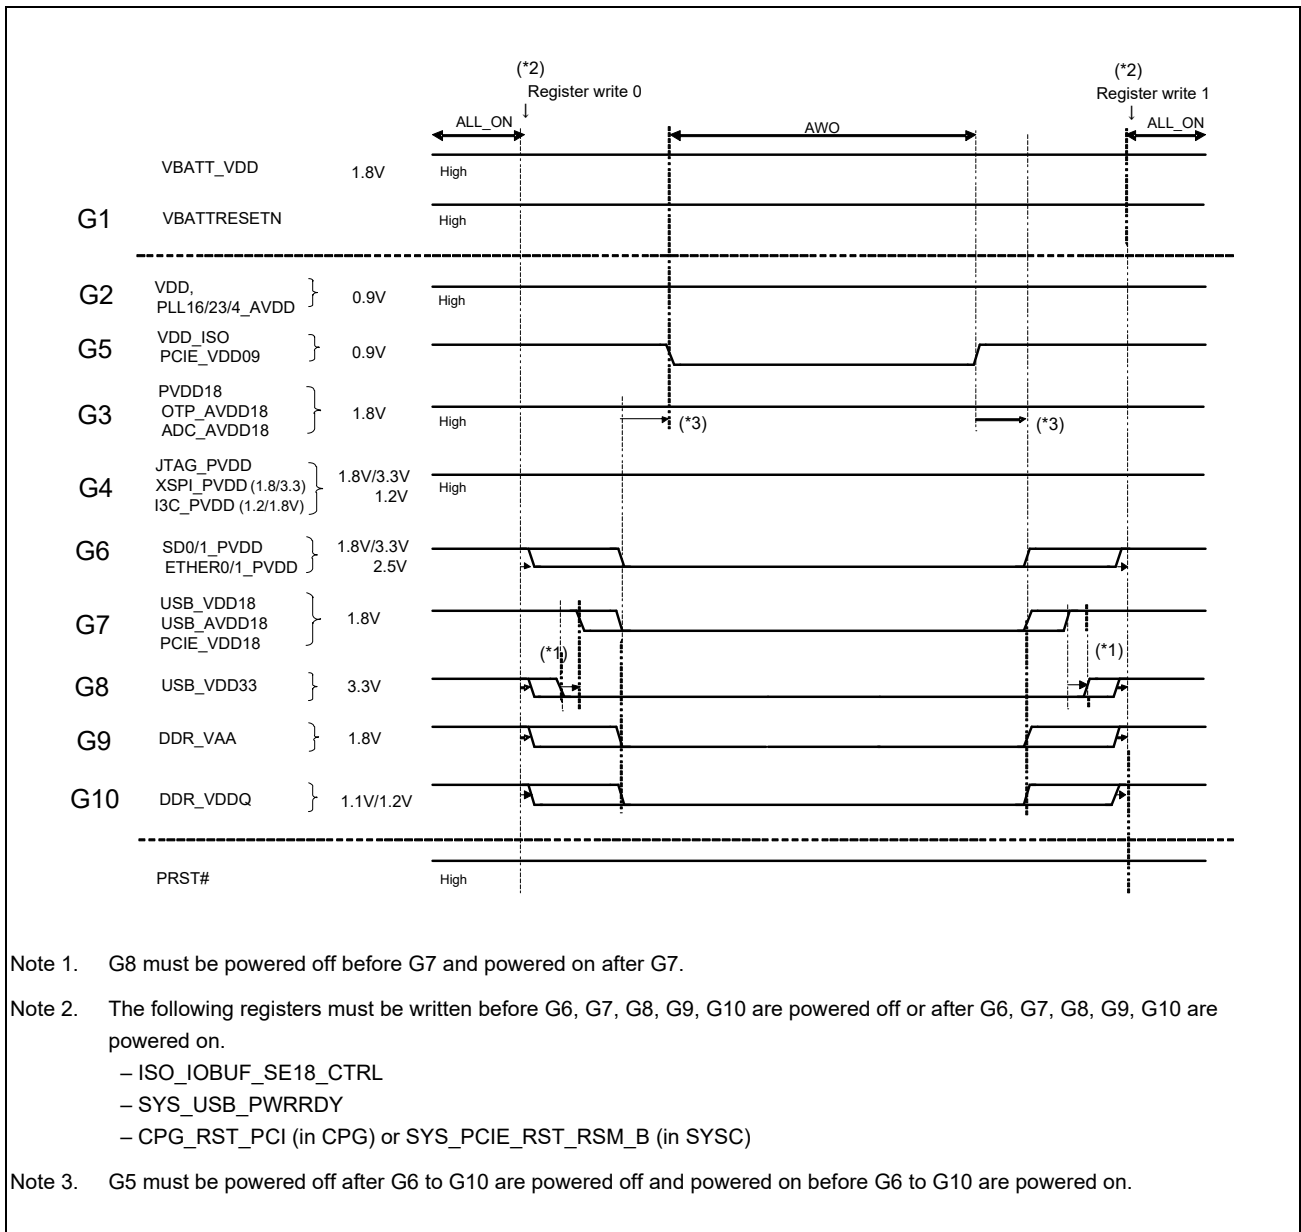 (*2)
Register write 0
↓
(*2)
Register write 1
↓
ALL_ON
AWO
ALL_ON
VBATT_VDD 1.8V High
G1 VBATTRESETN High
G2 VDD,
PLL16/23/4_AVDD 0.9V High
G5 VDD_ISO
PCIE_VDD09 0.9V
G3 PVDD18
OTP_AVDD18 1.8V High (*3) (*3)
ADC_AVDD18
G4 JTAG_PVDD
XSPI_PVDD (1.8/3.3) 1.8V/3.3V High
I3C_PVDD (1.2/1.8V) 1.2V
G6 SD0/1_PVDD 1.8V/3.3V
ETHER0/1_PVDD 2.5V
G7 USB_VDD18
USB_AVDD18 1.8V
PCIE_VDD18
(*1) (*1)
G8 USB_VDD33 3.3V
G9 DDR_VAA 1.8V
G10 DDR_VDDQ 1.1V/1.2V
PRST# High
Note 1. G8 must be powered off before G7 and powered on after G7.
Note 2. The following registers must be written before G6, G7, G8, G9, G10 are powered off or after G6, G7, G8, G9, G10 are
powered on.
– ISO_IOBUF_SE18_CTRL
– SYS_USB_PWRRDY
– CPG_RST_PCI (in CPG) or SYS_PCIE_RST_RSM_B (in SYSC)
Note 3. G5 must be powered off after G6 to G10 are powered off and powered on before G6 to G10 are powered on.